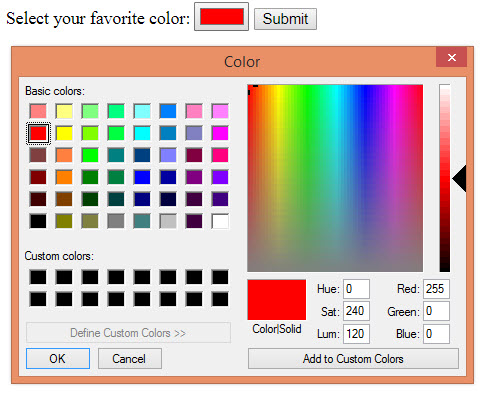 Select your favorite color: Submit
Color
Basic colors:
Custom colors:
Define Custom Colors >>
OK Cancel
Color|Solid
Hue: 0 Red: 255
Sat: 240 Green: 0
Lum: 120 Blue: 0
Add to Custom Colors